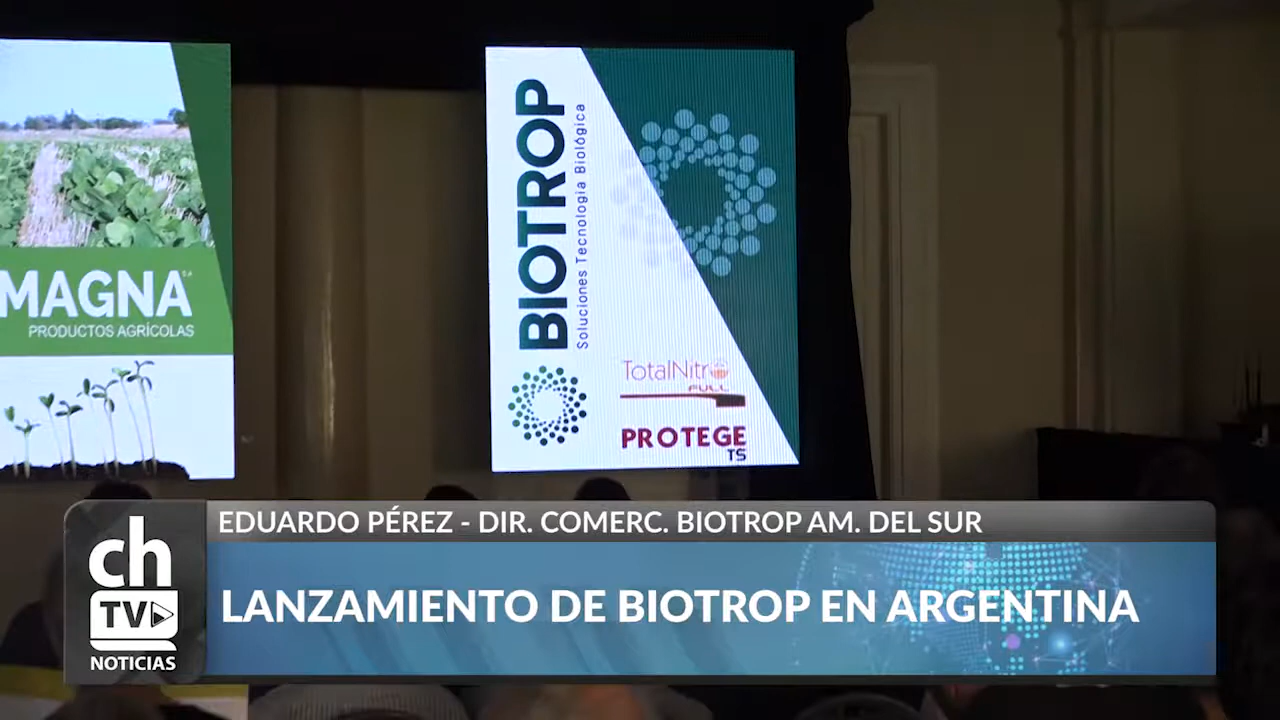 MAGNA S.A
PRODUCTOS AGRÍCOLAS
BIOTROP
Soluciones Tecnologia Biológica
TotalNitro
FULL
PROTEGE
TS
EDUARDO PÉREZ - DIR. COMERC. BIOTROP AM. DEL SUR
LANZAMIENTO DE BIOTROP EN ARGENTINA
ch
TV
NOTICIAS